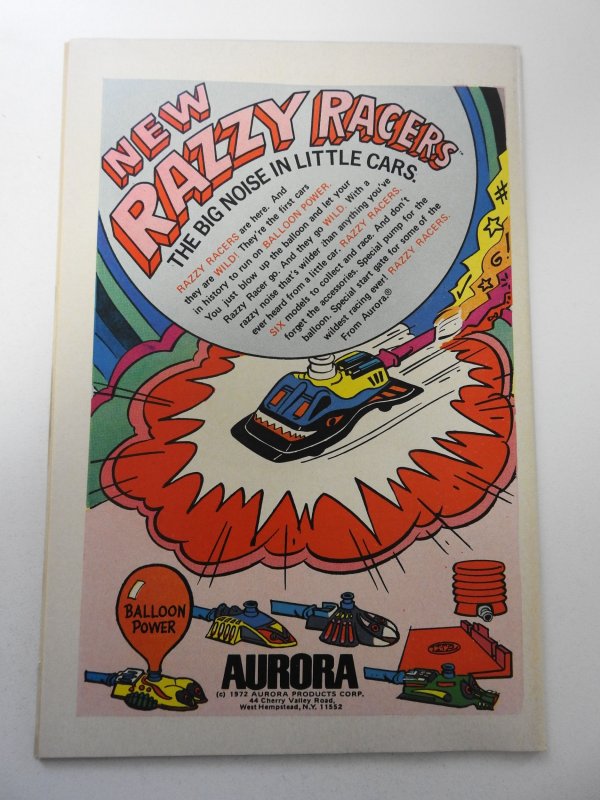 NEW
RAZZY RACERS™
THE BIG NOISE IN LITTLE CARS.
RAZZY RACERS are here. And
they are WILD! They're the first cars
in history to run on BALLOON POWER.
You just blow up the balloon and let your
Razzy Racer go. And they go WILD. With a
razzy noise that's wilder than anything you've
ever heard from a little car. RAZZY RACERS.
SIX models to collect and race. And don't
forget the accessories. Special pump for the
balloon. Special start gate for some of the
wildest racing ever! RAZZY RACERS.
From Aurora.®
#
!
BALLOON
POWER
AURORA
(c) 1972 AURORA PRODUCTS CORP.
44 Cherry Valley Road,
West Hempstead, N.Y. 11552